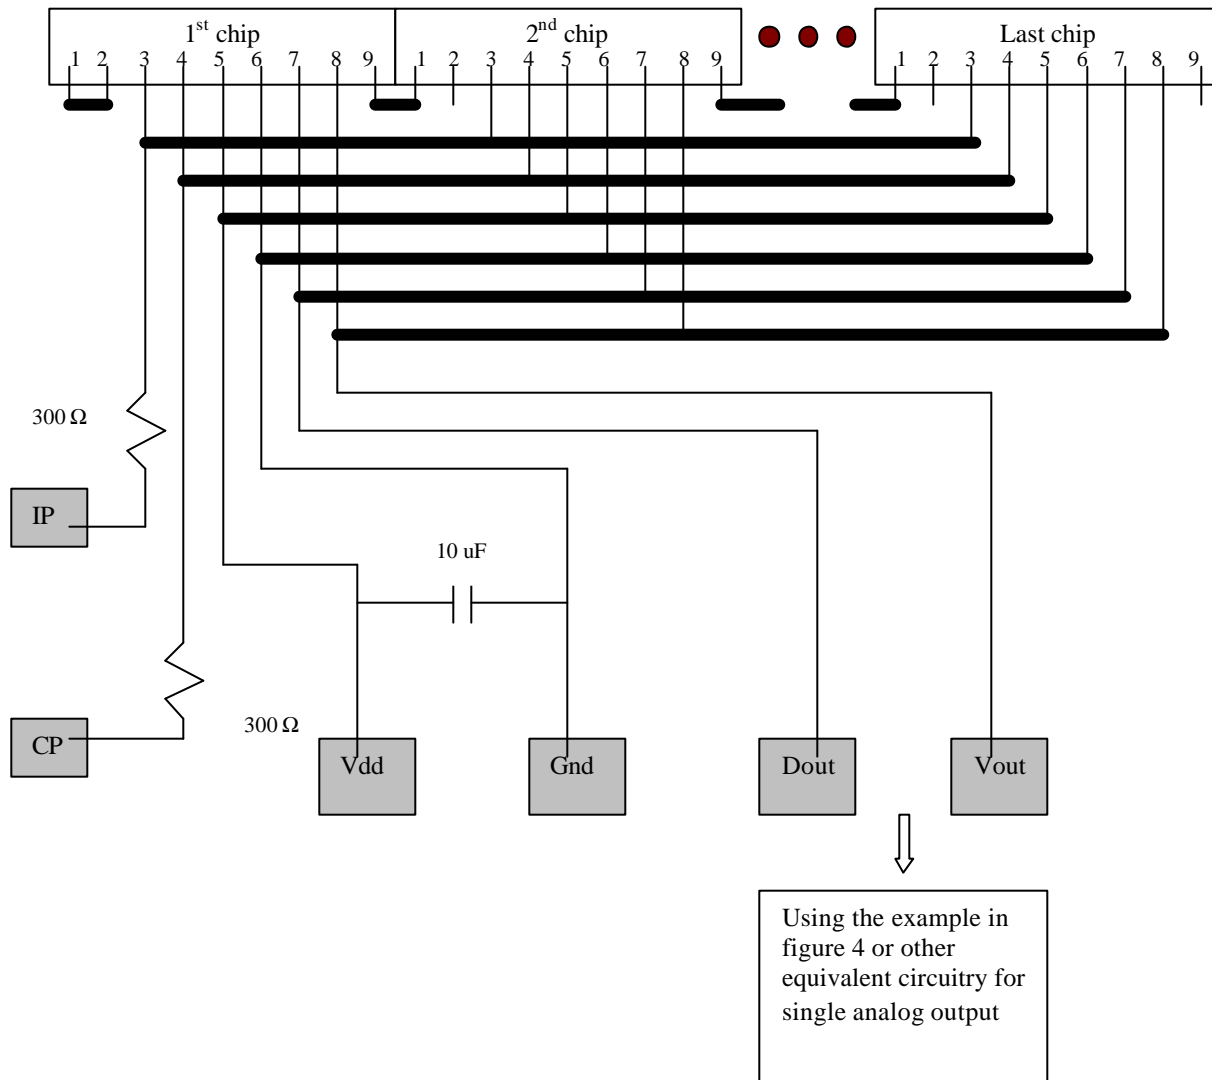 1st chip 2nd chip Last chip
1 2 3 4 5 6 7 8 9 1 2 3 4 5 6 7 8 9 1 2 3 4 5 6 7 8 9
300 Ω
IP
10 uF
300 Ω
CP
Vdd Gnd Dout Vout
Using the example in
figure 4 or other
equivalent circuitry for
single analog output